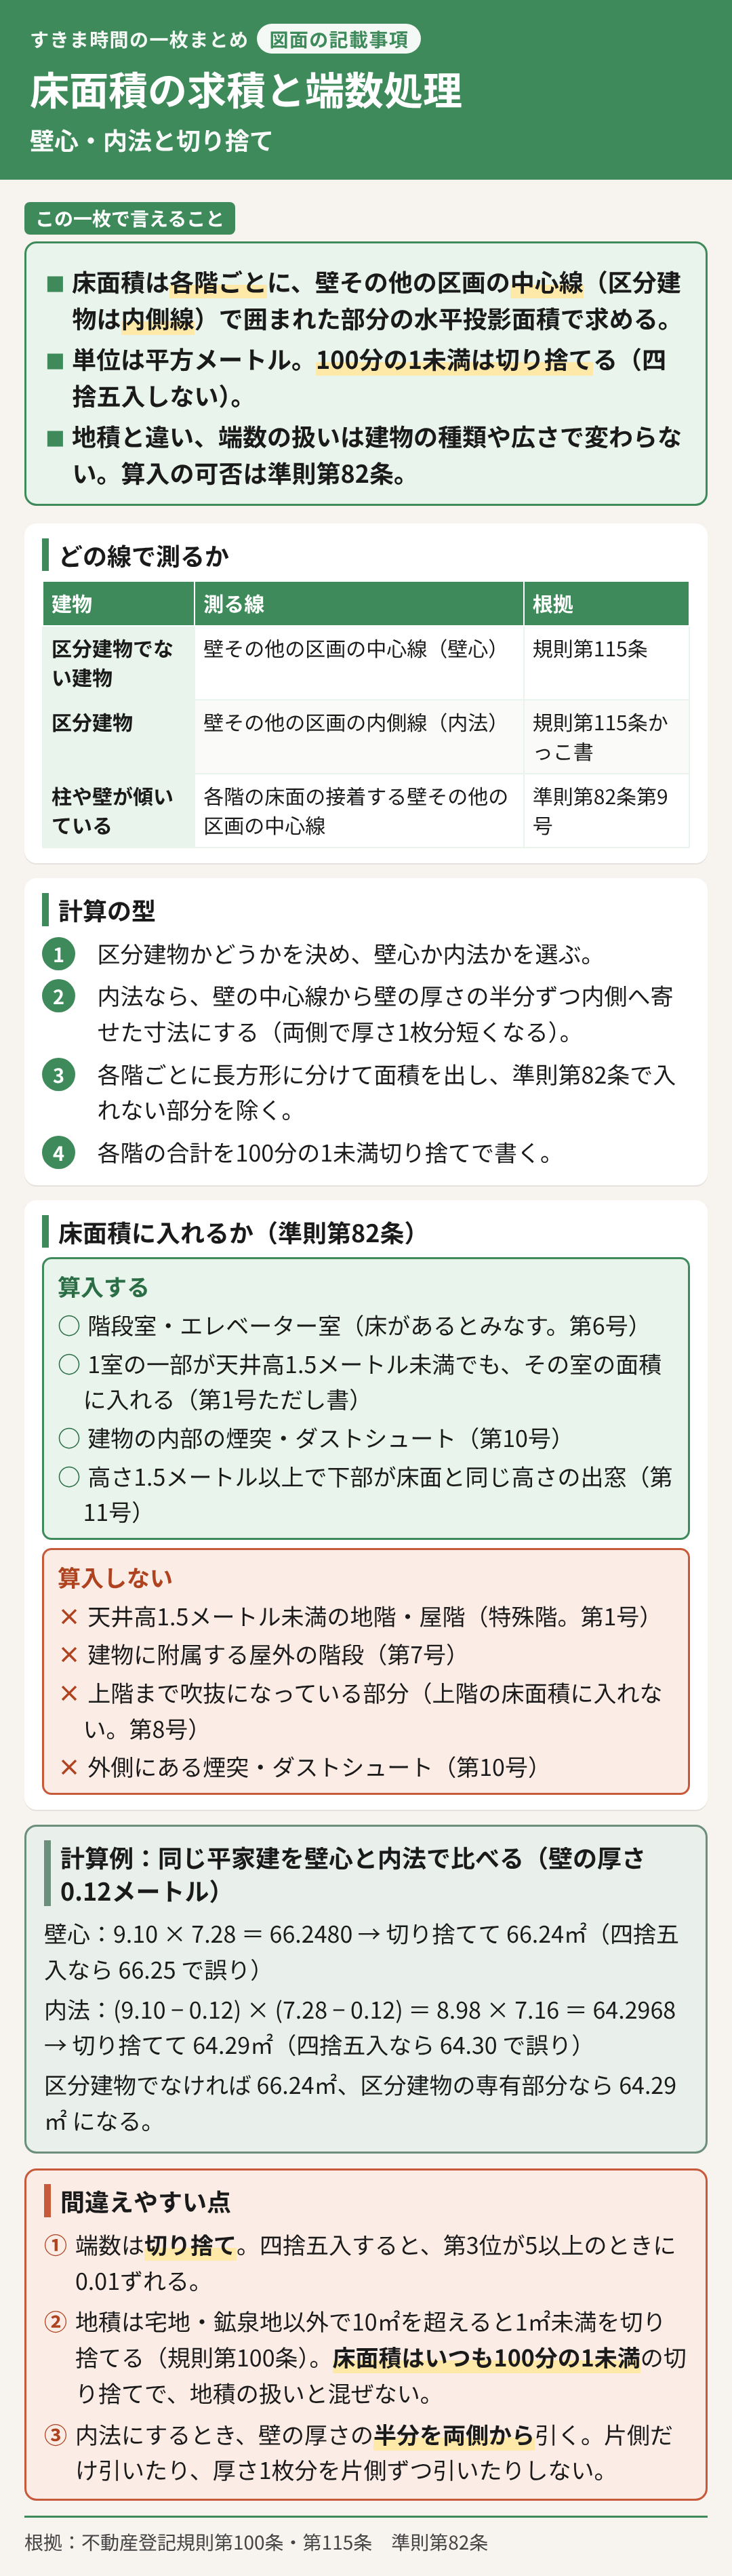 すきま時間の一枚まとめ 図面の記載事項
床面積の求積と端数処理
壁心・内法と切り捨て
この一枚で言えること
■ 床面積は各階ごとに、壁その他の区画の中心線（区分建
物は内側線）で囲まれた部分の水平投影面積で求める。
■ 単位は平方メートル。100分の1未満は切り捨てる（四
捨五入しない）。
■ 地積と違い、端数の扱いは建物の種類や広さで変わらな
い。算入の可否は準則第82条。
どの線で測るか
建物 測る線 根拠
区分建物でな 壁その他の区画の中心線（壁心） 規則第115条
い建物
区分建物 壁その他の区画の内側線（内法） 規則第115条か
っこ書
柱や壁が傾い 各階の床面の接着する壁その他の 準則第82条第9
ている 区画の中心線 号
計算の型
1 区分建物かどうかを決め、壁心か内法かを選ぶ。
2 内法なら、壁の中心線から壁の厚さの半分ずつ内側へ寄
せた寸法にする（両側で厚さ1枚分短くなる）。
3 各階ごとに長方形に分けて面積を出し、準則第82条で入
れない部分を除く。
4 各階の合計を100分の1未満切り捨てで書く。
床面積に入れるか（準則第82条）
算入する
○ 階段室・エレベーター室（床があるとみなす。第6号）
○ 1室の一部が天井高1.5メートル未満でも、その室の面積
に入れる（第1号ただし書）
○ 建物の内部の煙突・ダストシュート（第10号）
○ 高さ1.5メートル以上で下部が床面と同じ高さの出窓（第
11号）
算入しない
× 天井高1.5メートル未満の地階・屋階（特殊階。第1号）
× 建物に附属する屋外の階段（第7号）
× 上階まで吹抜になっている部分（上階の床面積に入れな
い。第8号）
× 外側にある煙突・ダストシュート（第10号）
計算例：同じ平家建を壁心と内法で比べる（壁の厚さ
0.12メートル）
壁心：9.10 × 7.28 ＝ 66.2480 → 切り捨てて 66.24㎡（四捨五
入なら 66.25 で誤り）
内法：(9.10 − 0.12) × (7.28 − 0.12) ＝ 8.98 × 7.16 ＝ 64.2968
→ 切り捨てて 64.29㎡（四捨五入なら 64.30 で誤り）
区分建物でなければ 66.24㎡、区分建物の専有部分なら 64.29
㎡ になる。
間違えやすい点
① 端数は切り捨て。四捨五入すると、第3位が5以上のときに
0.01ずれる。
② 地積は宅地・鉱泉地以外で10㎡を超えると1㎡未満を切り
捨てる（規則第100条）。床面積はいつも100分の1未満の切
り捨てで、地積の扱いと混ぜない。
③ 内法にするとき、壁の厚さの半分を両側から引く。片側だ
け引いたり、厚さ1枚分を片側ずつ引いたりしない。
根拠：不動産登記規則第100条・第115条　準則第82条